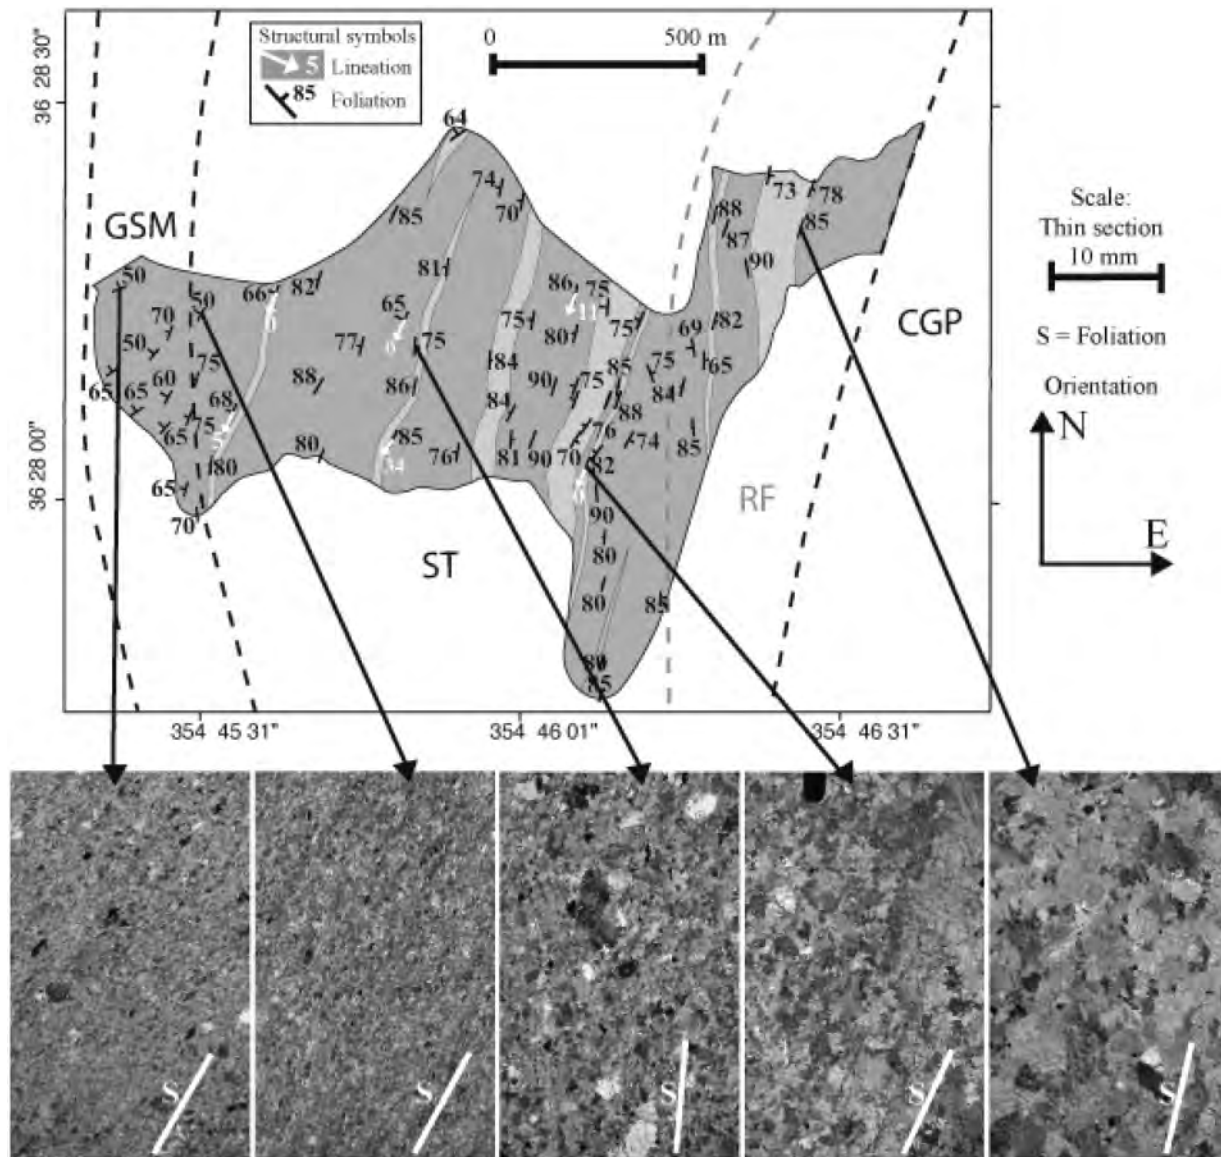 Structural symbols
5 Lineation
85 Foliation
0 500 m
36 28 30"
36 28 00"
64
74
70
85
GSM
50
81
82
66
50
70
65
77
75
50
60
75
65
65
88
86
68
65
75
85
80
80
76
34
65
70
86
75
11
75
80
75
84
85
90
75
84
88
76
74
81
90
70
82
90
80
80
85
80
85
73
78
88
85
87
90
69
82
65
75
84
85
CGP
RF
ST
354 45 31"
354 46 01"
354 46 31"
Scale:
Thin section
10 mm
S = Foliation
Orientation
N
E
S
S
S
S
S